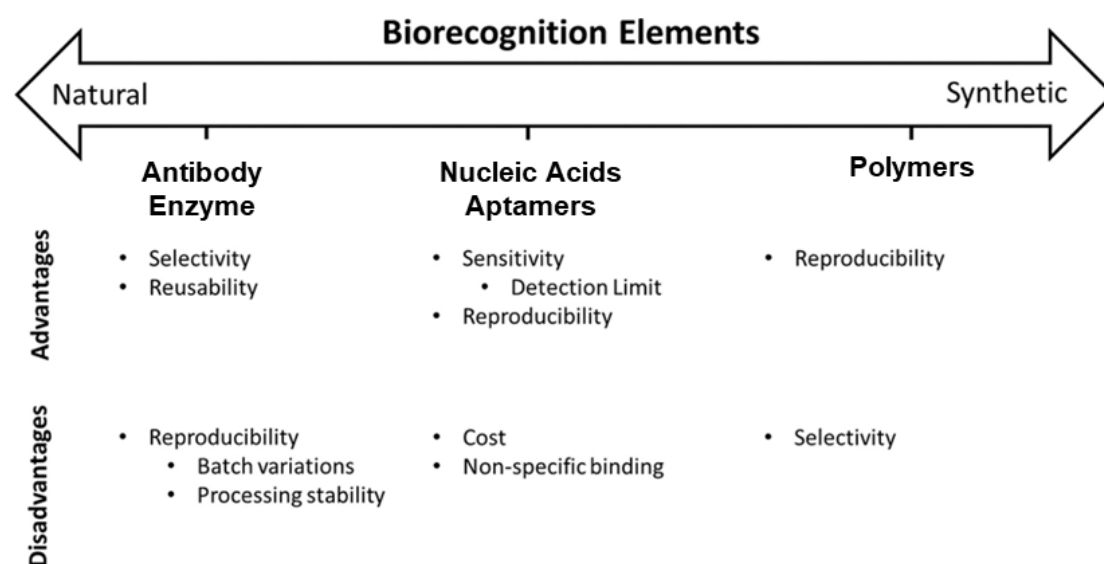 Biorecognition Elements
Natural
Synthetic
Antibody
Enzyme
Nucleic Acids
Aptamers
Polymers
Advantages
• Selectivity
• Reusability
• Sensitivity
• Detection Limit
• Reproducibility
• Reproducibility
Disadvantages
• Reproducibility
• Batch variations
• Processing stability
• Cost
• Non-specific binding
• Selectivity